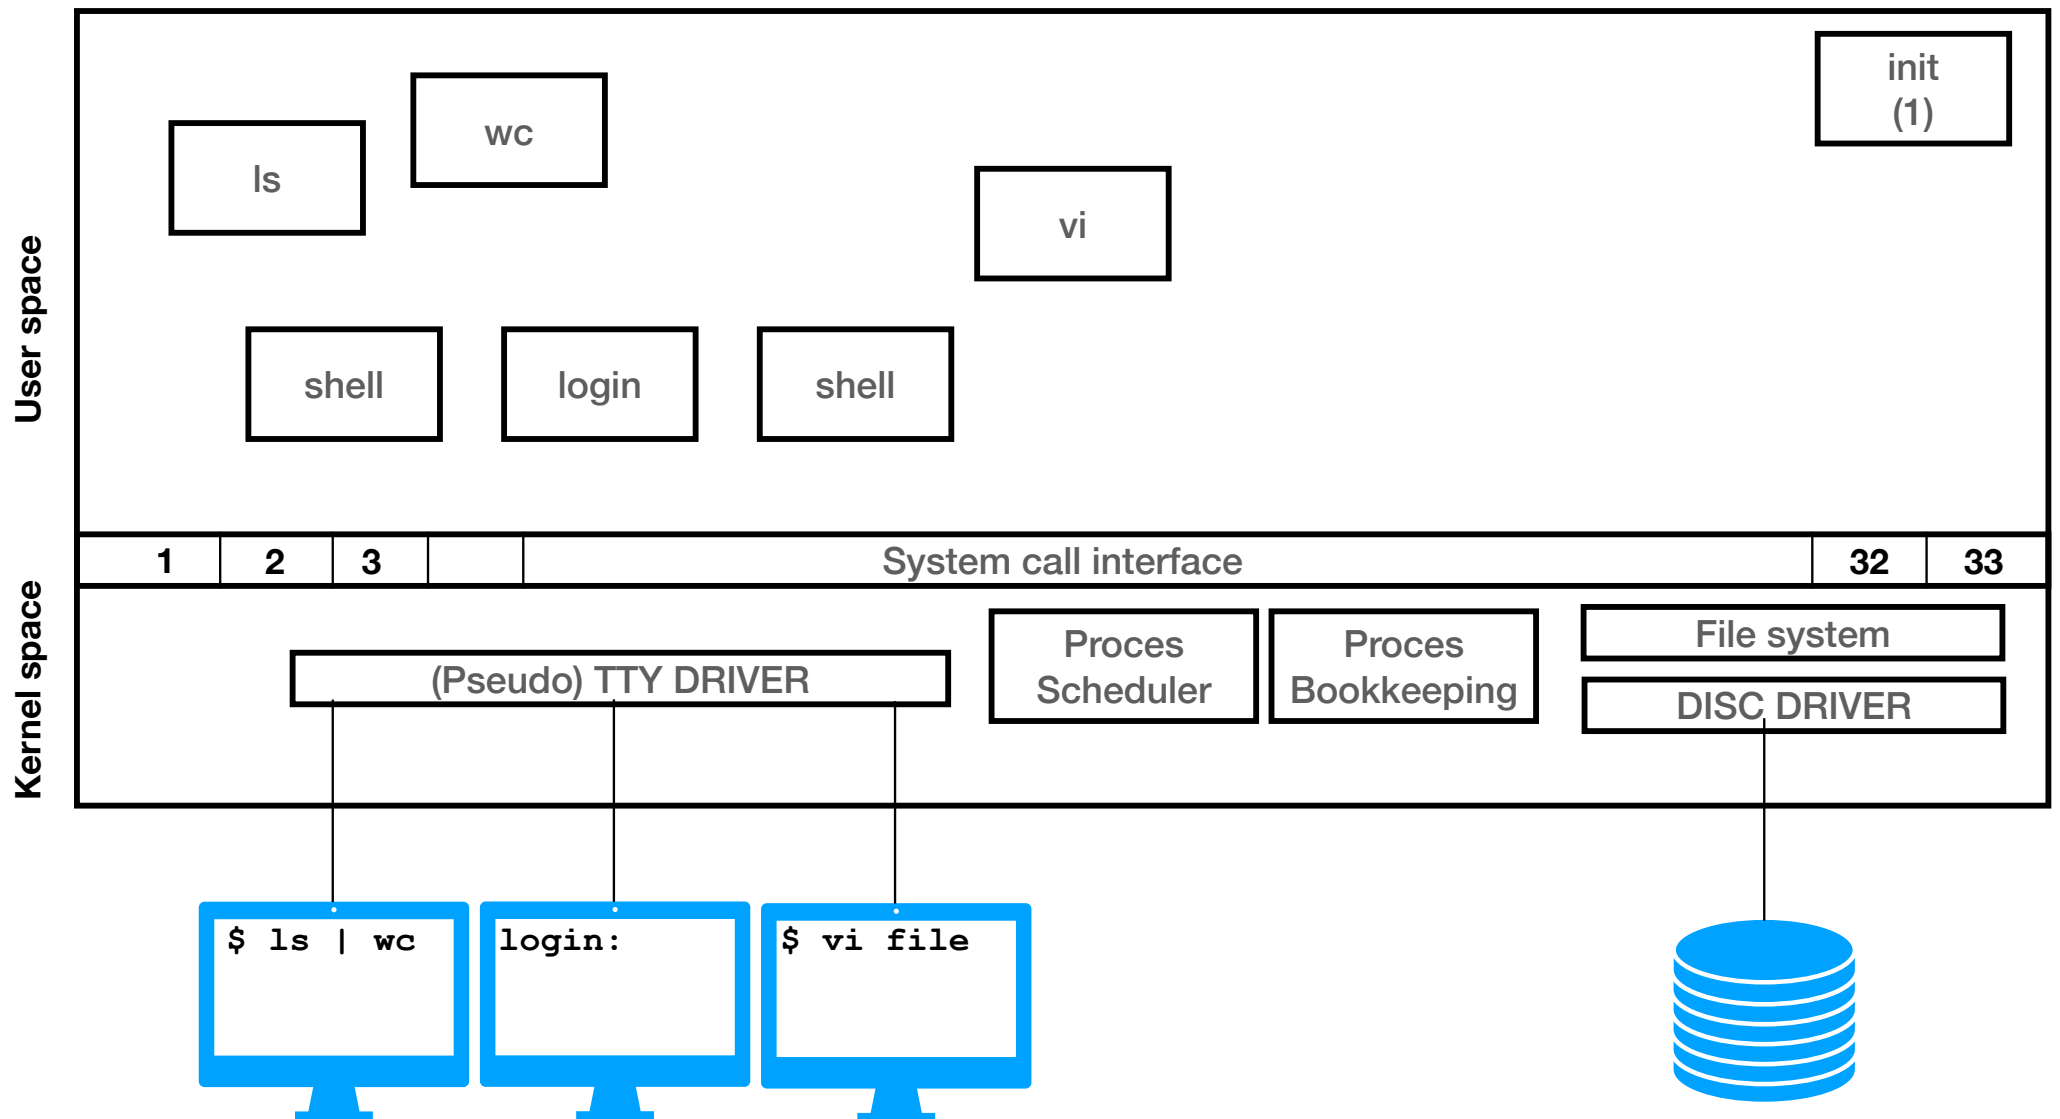 init
(1)
wc
ls
vi
User space
shell
login
shell
1
2
3
System call interface
32
33
Kernel space
Proces
Scheduler
Proces
Bookkeeping
File system
(Pseudo) TTY DRIVER
DISC DRIVER
$ ls | wc
login:
$ vi file